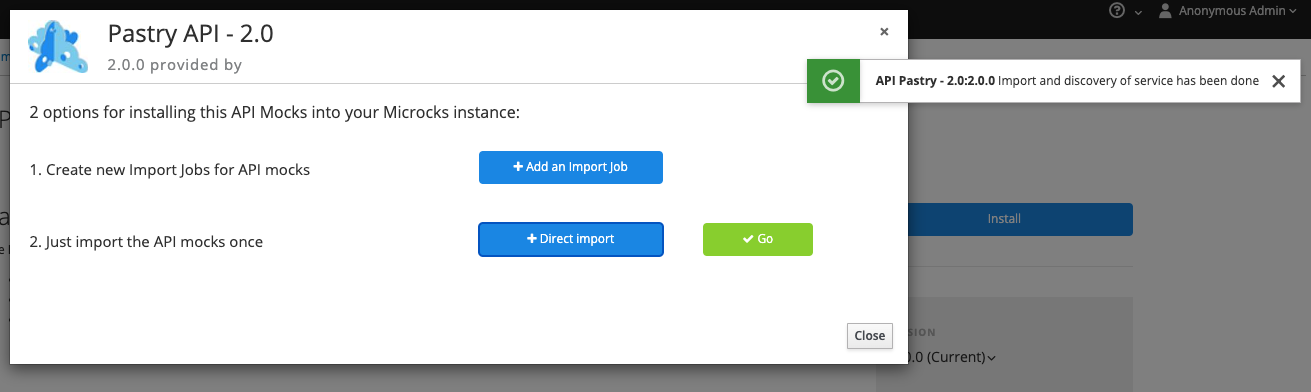 Pastry API - 2.0
2.0.0 provided by
×
Anonymous Admin
API Pastry - 2.0:2.0.0 Import and discovery of service has been done
2 options for installing this API Mocks into your Microcks instance:
1. Create new Import Jobs for API mocks
Add an Import Job
2. Just import the API mocks once
Direct import
Go
Install
Close
(Current)